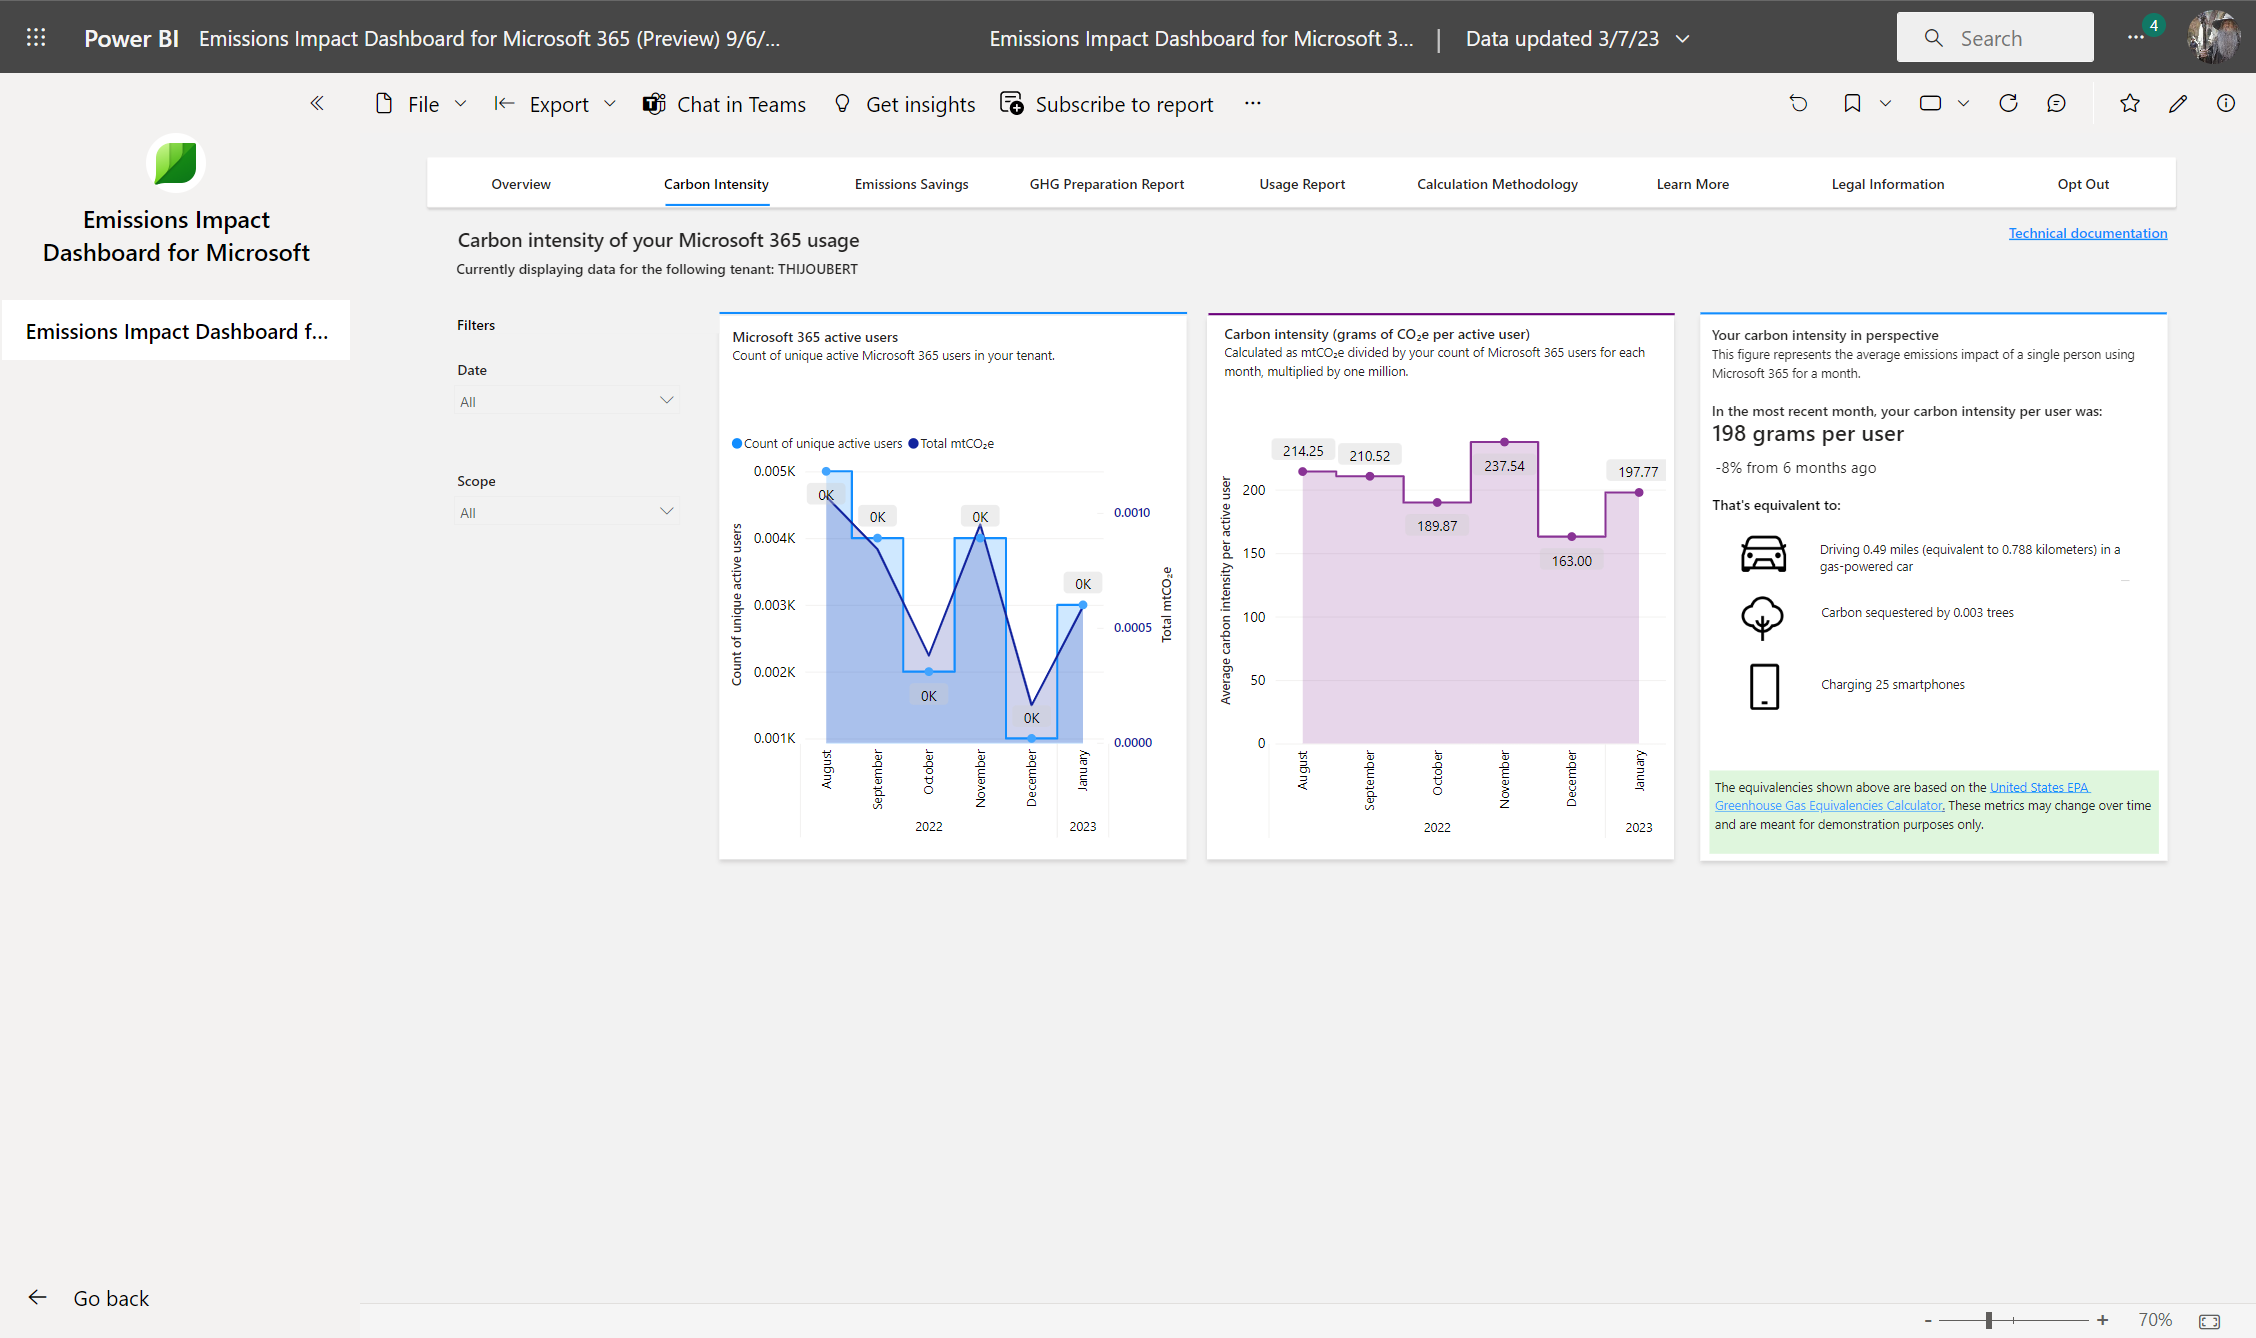 Power BI Emissions Impact Dashboard for Microsoft 365 (Preview) 9/6/...
Emissions Impact Dashboard for Microsoft 3... | Data updated 3/7/23
Search
4
File
Export
Chat in Teams
Get insights
Subscribe to report
Emissions Impact
Dashboard for Microsoft
Emissions Impact Dashboard f...
Overview
Carbon Intensity
Emissions Savings
GHG Preparation Report
Usage Report
Calculation Methodology
Learn More
Legal Information
Opt Out
Carbon intensity of your Microsoft 365 usage
Currently displaying data for the following tenant: THIJOUBERT
Technical documentation
Filters
Date
All
Scope
All
Microsoft 365 active users
Count of unique active Microsoft 365 users in your tenant.
Count of unique active users Total mtCO₂e
Count of unique active users
0.005K
0.004K
0.003K
0.002K
0.001K
0K
0K
0K
0K
0K
0K
0.0010
0.0005
0.0000
Total mtCO₂e
August
September
October
November
December
January
2022
2023
Carbon intensity (grams of CO₂e per active user)
Calculated as mtCO₂e divided by your count of Microsoft 365 users for each
month, multiplied by one million.
Average carbon intensity per active user
200
150
100
50
0
214.25
210.52
189.87
237.54
163.00
197.77
August
September
October
November
December
January
2022
2023
Your carbon intensity in perspective
This figure represents the average emissions impact of a single person using
Microsoft 365 for a month.
In the most recent month, your carbon intensity per user was:
198 grams per user
-8% from 6 months ago
That's equivalent to:
Driving 0.49 miles (equivalent to 0.788 kilometers) in a
gas-powered car
Carbon sequestered by 0.003 trees
Charging 25 smartphones
The equivalencies shown above are based on the United States EPA
Greenhouse Gas Equivalencies Calculator. These metrics may change over time
and are meant for demonstration purposes only.
Go back
- + 70%